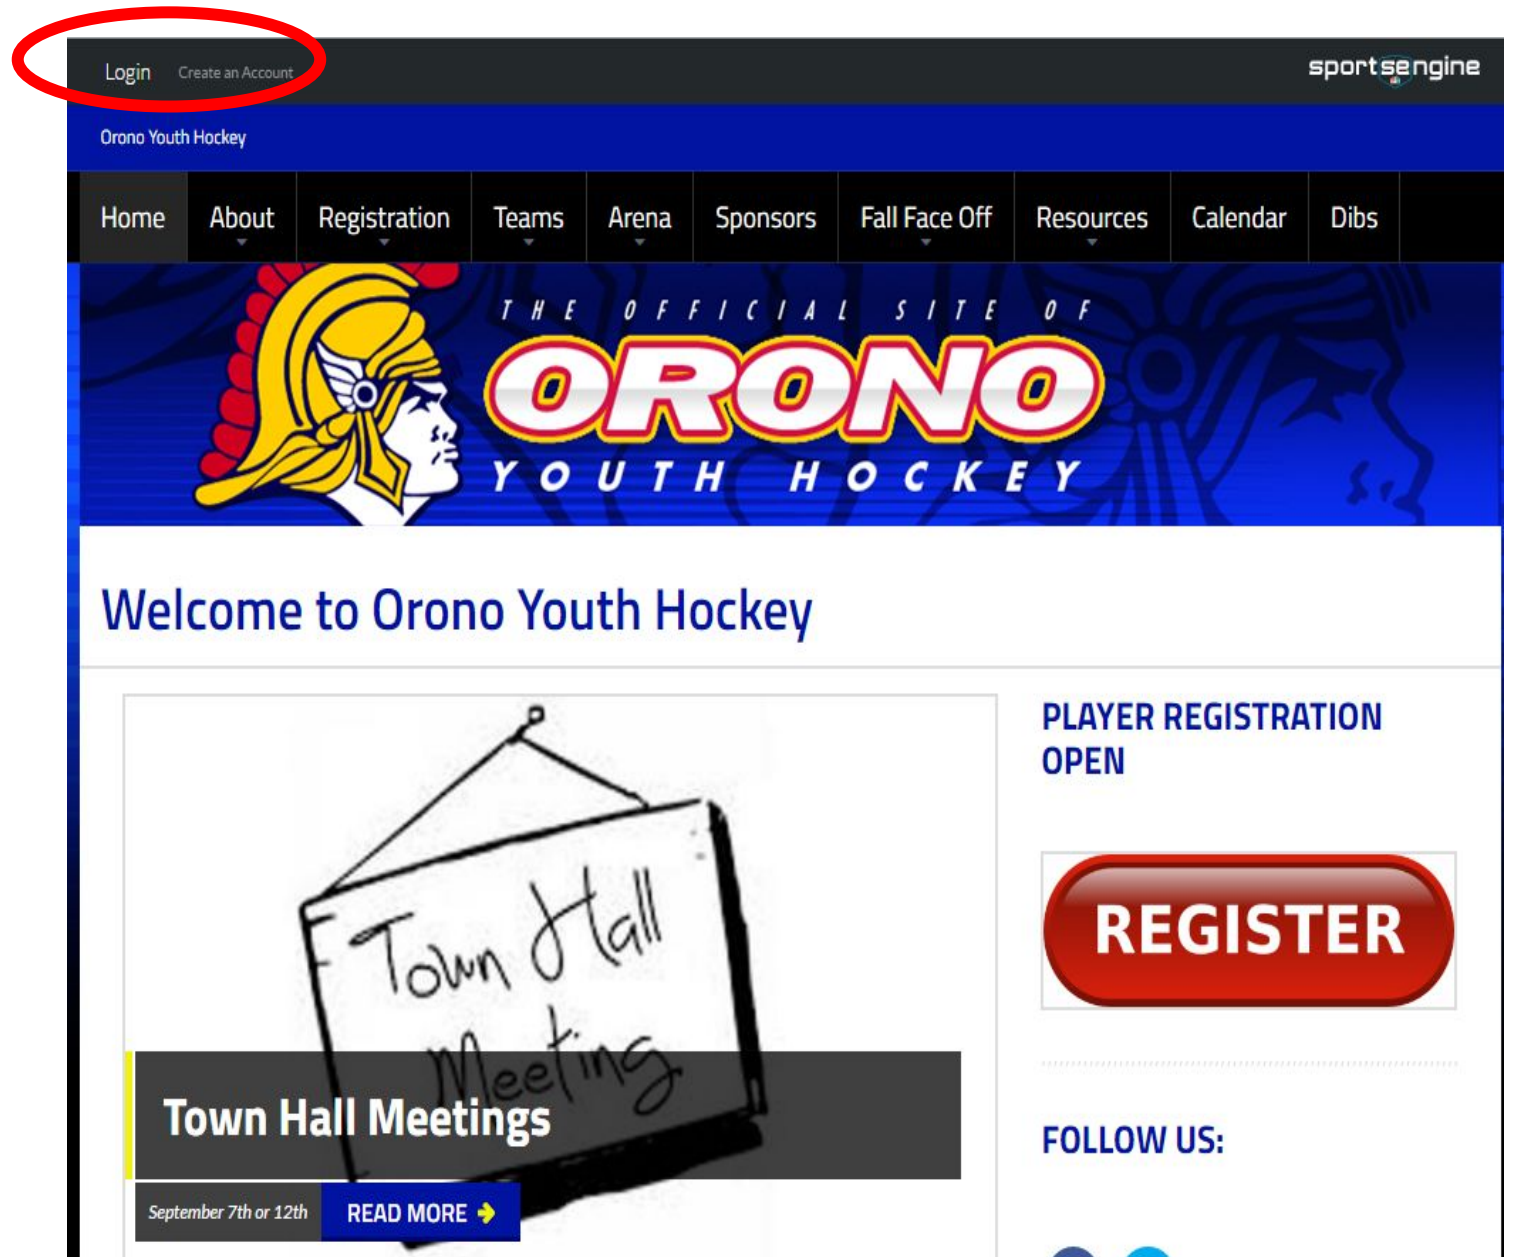 Login Create an Account
sportsengine
Orono Youth Hockey
Home About Registration Teams Arena Sponsors Fall Face Off Resources Calendar Dibs
THE OFFICIAL SITE OF
ORONO
YOUTH HOCKEY
Welcome to Orono Youth Hockey
Town Hall
Meeting
Town Hall Meetings
September 7th or 12th READ MORE
PLAYER REGISTRATION
OPEN
REGISTER
FOLLOW US: